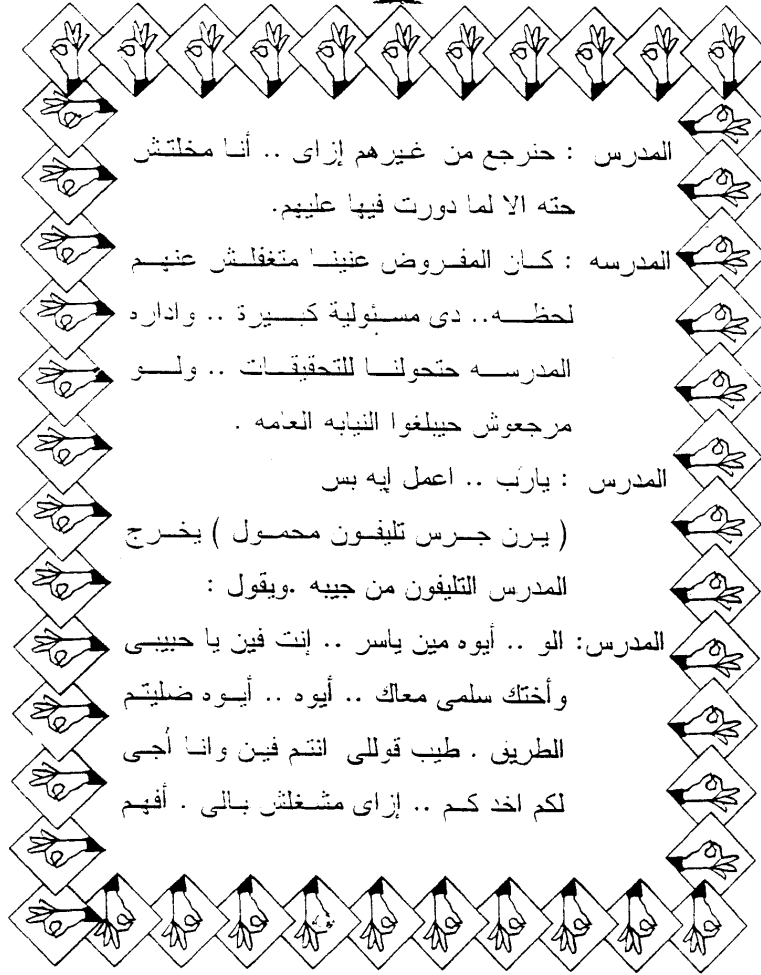 المدرس : حنرجع من غيرهم إزاى .. أنا مخلتش
حته الا لما دورت فيها عليهم.
المدرسه : كان المفروض عنينا متغفلش عنهم
لحظه.. دى مسئولية كبيرة .. واداره
المدرسه حتحولنا للتحقيقات .. ولو
مرجعوش حيبلغوا النيابه العامه .
المدرس : يارب .. اعمل إيه بس
( يرن جرس تليفون محمول ) يخرج
المدرس التليفون من جيبه .ويقول :
المدرس: الو .. أيوه مين ياسر .. إنت فين يا حبيبى
وأختك سلمى معاك .. أيوه .. أيوه ضليتم
الطريق . طيب قوللى انتم فين وانا أجى
لكم اخد كم .. إزاى مشغلش بالى . أفهم